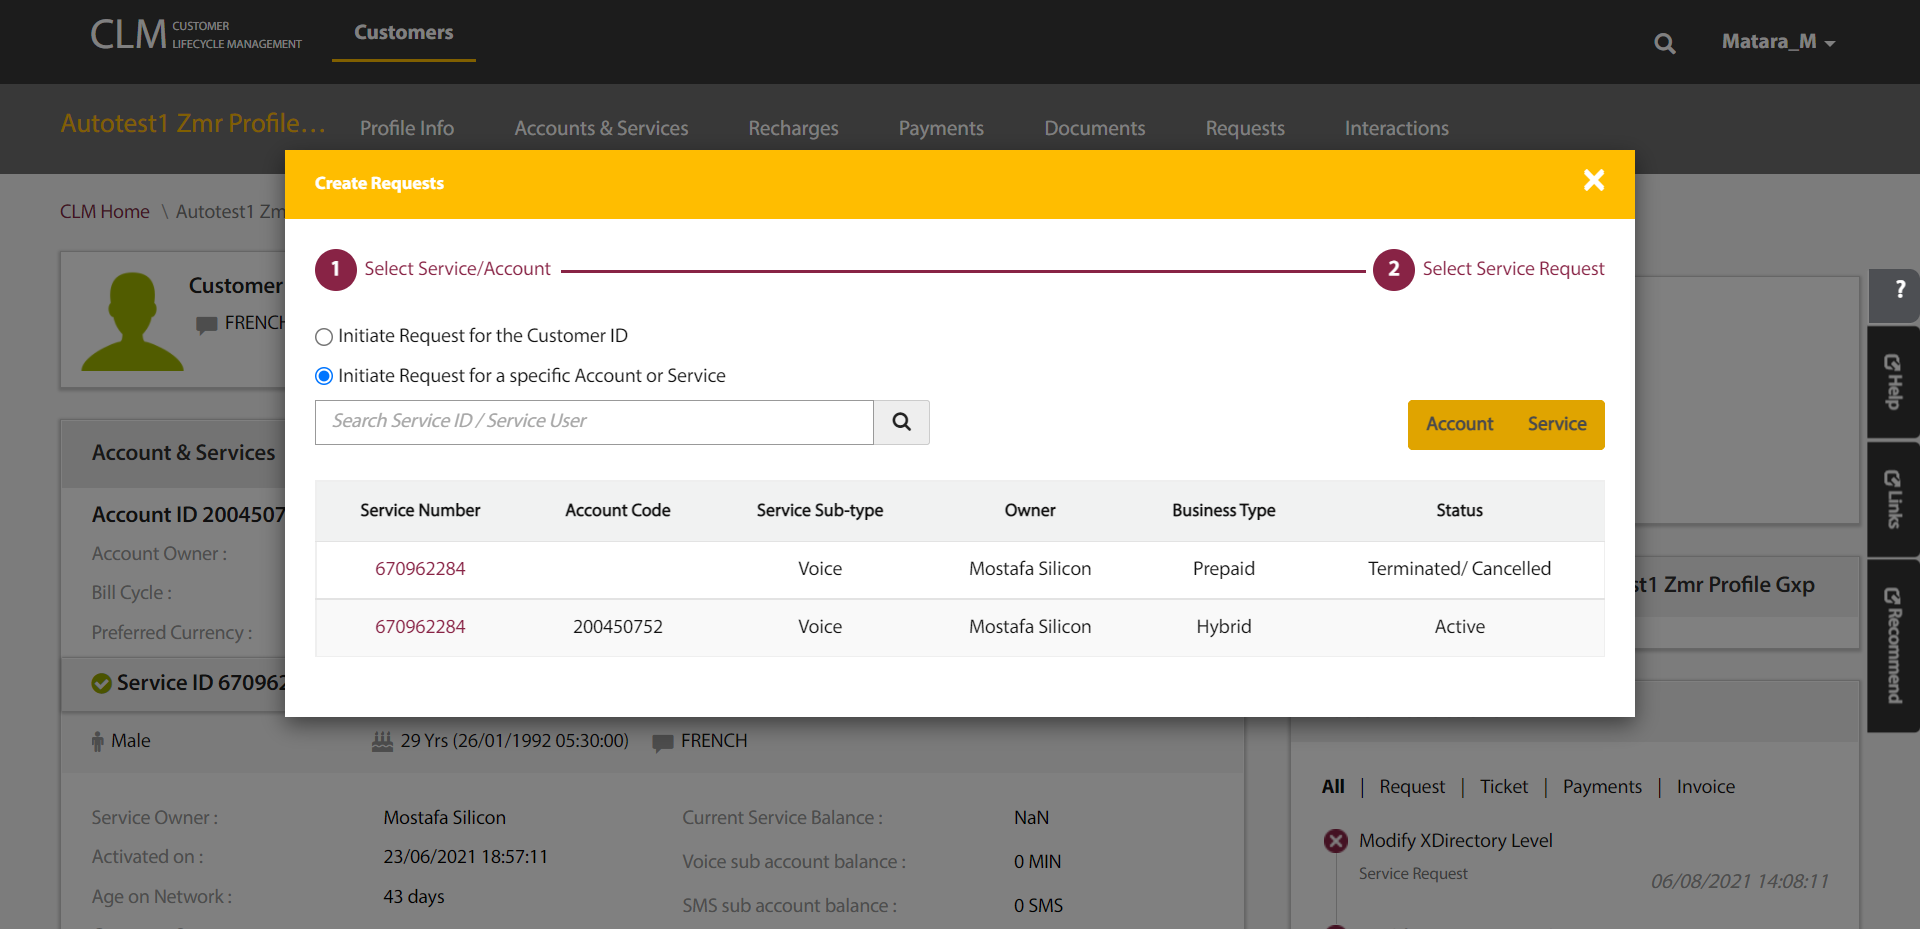 CLM CUSTOMER
LIFECYCLE MANAGEMENT
Customers
Matara_M
Autotest1 Zmr Profile...
Profile Info
Accounts & Services
Recharges
Payments
Documents
Requests
Interactions
CLM Home \ Autotest1 Zm
Create Requests
1 Select Service/Account
2 Select Service Request
Initiate Request for the Customer ID
Initiate Request for a specific Account or Service
Search Service ID / Service User
Account Service
Service Number Account Code Service Sub-type Owner Business Type Status
670962284 Voice Mostafa Silicon Prepaid Terminated/ Cancelled
670962284 200450752 Voice Mostafa Silicon Hybrid Active
Customer
FRENCH
Account & Services
Account ID 2004507
Account Owner :
Bill Cycle :
Preferred Currency :
Service ID 670962
Male
29 Yrs (26/01/1992 05:30:00)
FRENCH
Service Owner : Mostafa Silicon
Current Service Balance : NaN
Activated on : 23/06/2021 18:57:11
Voice sub account balance : 0 MIN
Age on Network : 43 days
SMS sub account balance : 0 SMS
?
Help
Links
Recommend
t1 Zmr Profile Gxp
All | Request | Ticket | Payments | Invoice
Modify XDirectory Level
Service Request
06/08/2021 14:08:11